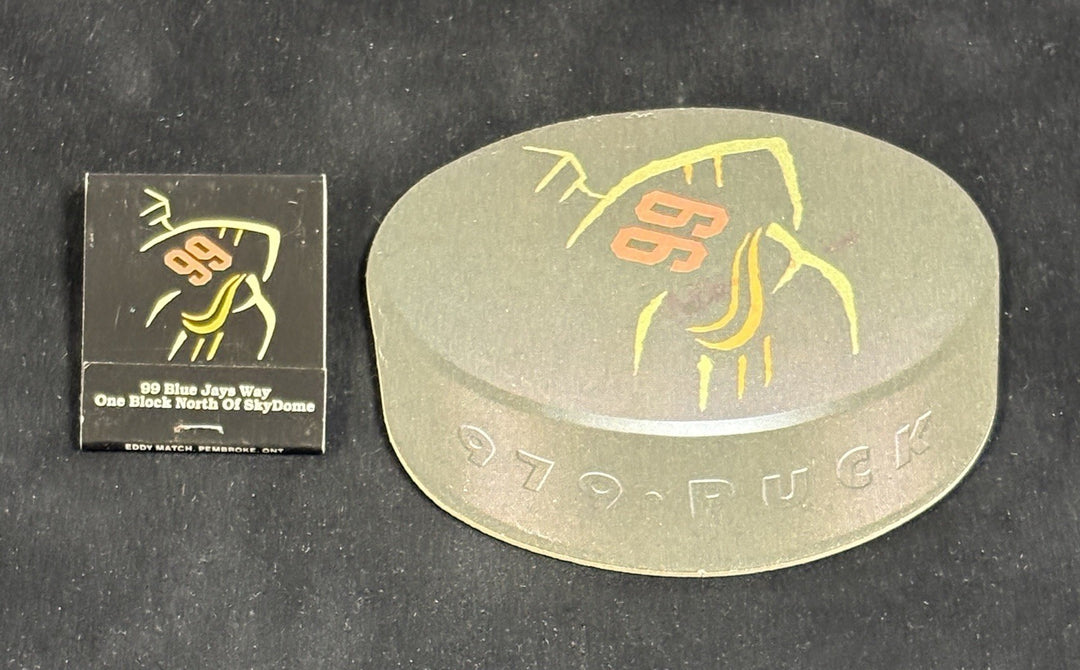 99
99 Blue Jays Way
One Block North Of SkyDome
EDDY MATCH, PEMBROKE, ONT
99
979·PUCK